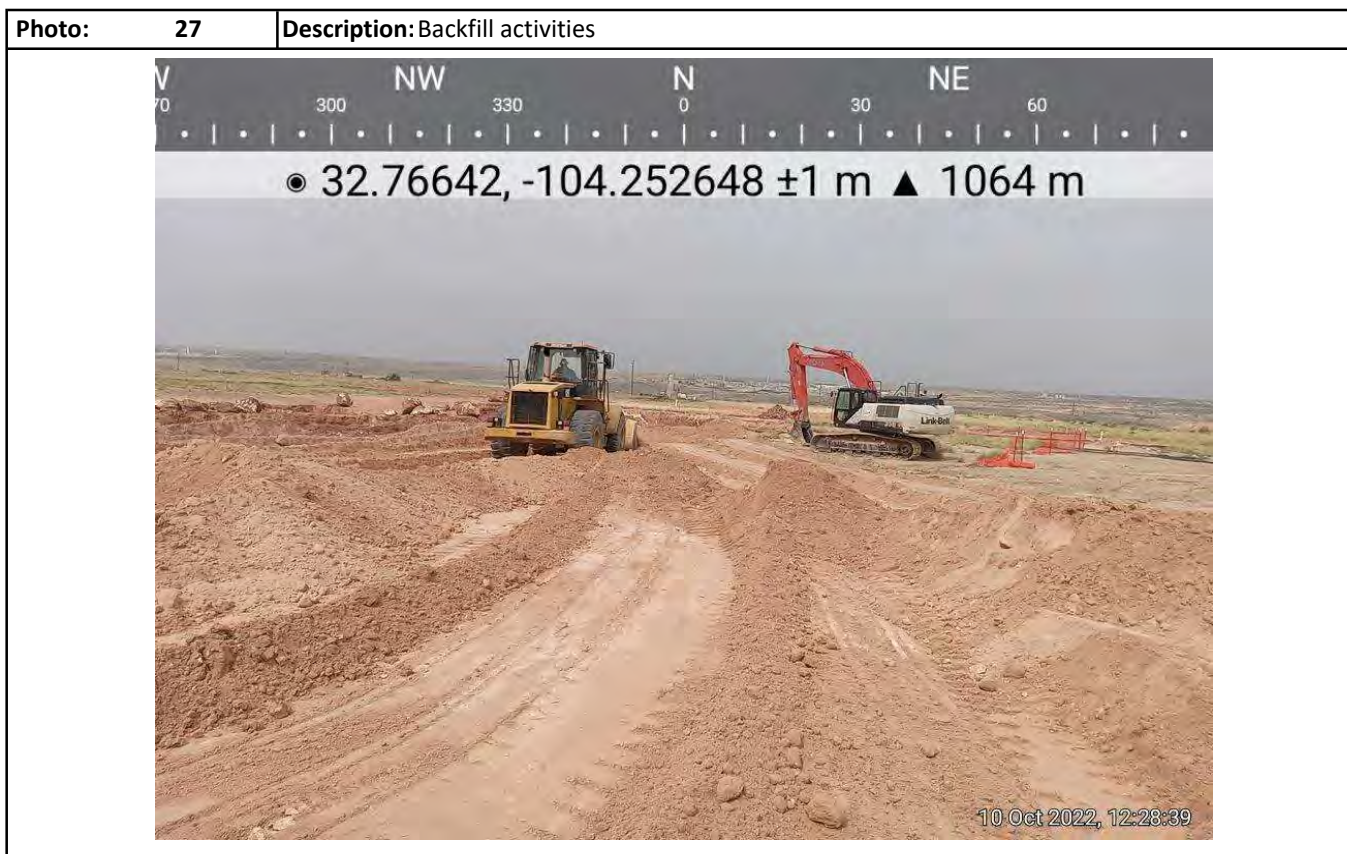 Photo: 27 Description: Backfill activities
W NW N NE
70 300 330 0 30 60
32.76642, -104.252648 ±1 m ▲ 1064 m
Link-Belt
10 Oct 2022, 12:28:39